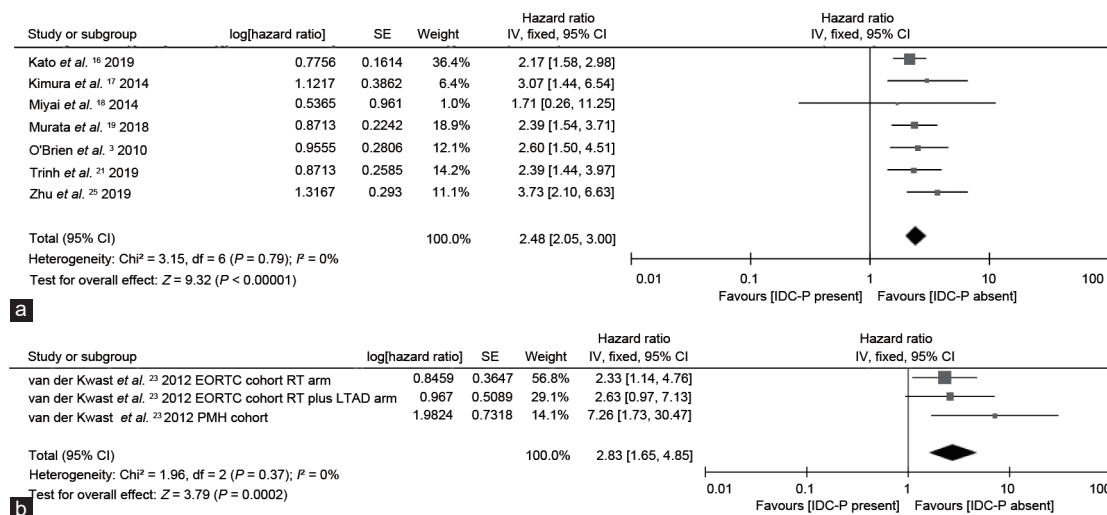 Hazard ratio Hazard ratio
Study or subgroup log[hazard ratio] SE Weight IV, fixed, 95% CI IV, fixed, 95% CI
Kato et al. 16 2019 0.7756 0.1614 36.4% 2.17 [1.58, 2.98]
Kimura et al. 17 2014 1.1217 0.3862 6.4% 3.07 [1.44, 6.54]
Miyai et al. 18 2014 0.5365 0.961 1.0% 1.71 [0.26, 11.25]
Murata et al. 19 2018 0.8713 0.2242 18.9% 2.39 [1.54, 3.71]
O'Brien et al. 3 2010 0.9555 0.2806 12.1% 2.60 [1.50, 4.51]
Trinh et al. 21 2019 0.8713 0.2585 14.2% 2.39 [1.44, 3.97]
Zhu et al. 25 2019 1.3167 0.293 11.1% 3.73 [2.10, 6.63]
Total (95% CI) 100.0% 2.48 [2.05, 3.00]
Heterogeneity: Chi² = 3.15, df = 6 (P = 0.79); I² = 0%
Test for overall effect: Z = 9.32 (P < 0.00001)
0.01 0.1 1 10 100
Favours [IDC-P present] Favours [IDC-P absent]
a
Hazard ratio Hazard ratio
Study or subgroup log[hazard ratio] SE Weight IV, fixed, 95% CI IV, fixed, 95% CI
van der Kwast et al. 23 2012 EORTC cohort RT arm 0.8459 0.3647 56.8% 2.33 [1.14, 4.76]
van der Kwast et al. 23 2012 EORTC cohort RT plus LTAD arm 0.967 0.5089 29.1% 2.63 [0.97, 7.13]
van der Kwast et al. 23 2012 PMH cohort 1.9824 0.7318 14.1% 7.26 [1.73, 30.47]
Total (95% CI) 100.0% 2.83 [1.65, 4.85]
Heterogeneity: Chi² = 1.96, df = 2 (P = 0.37); I² = 0%
Test for overall effect: Z = 3.79 (P = 0.0002)
0.01 0.1 1 10 100
Favours [IDC-P present] Favours [IDC-P absent]
b